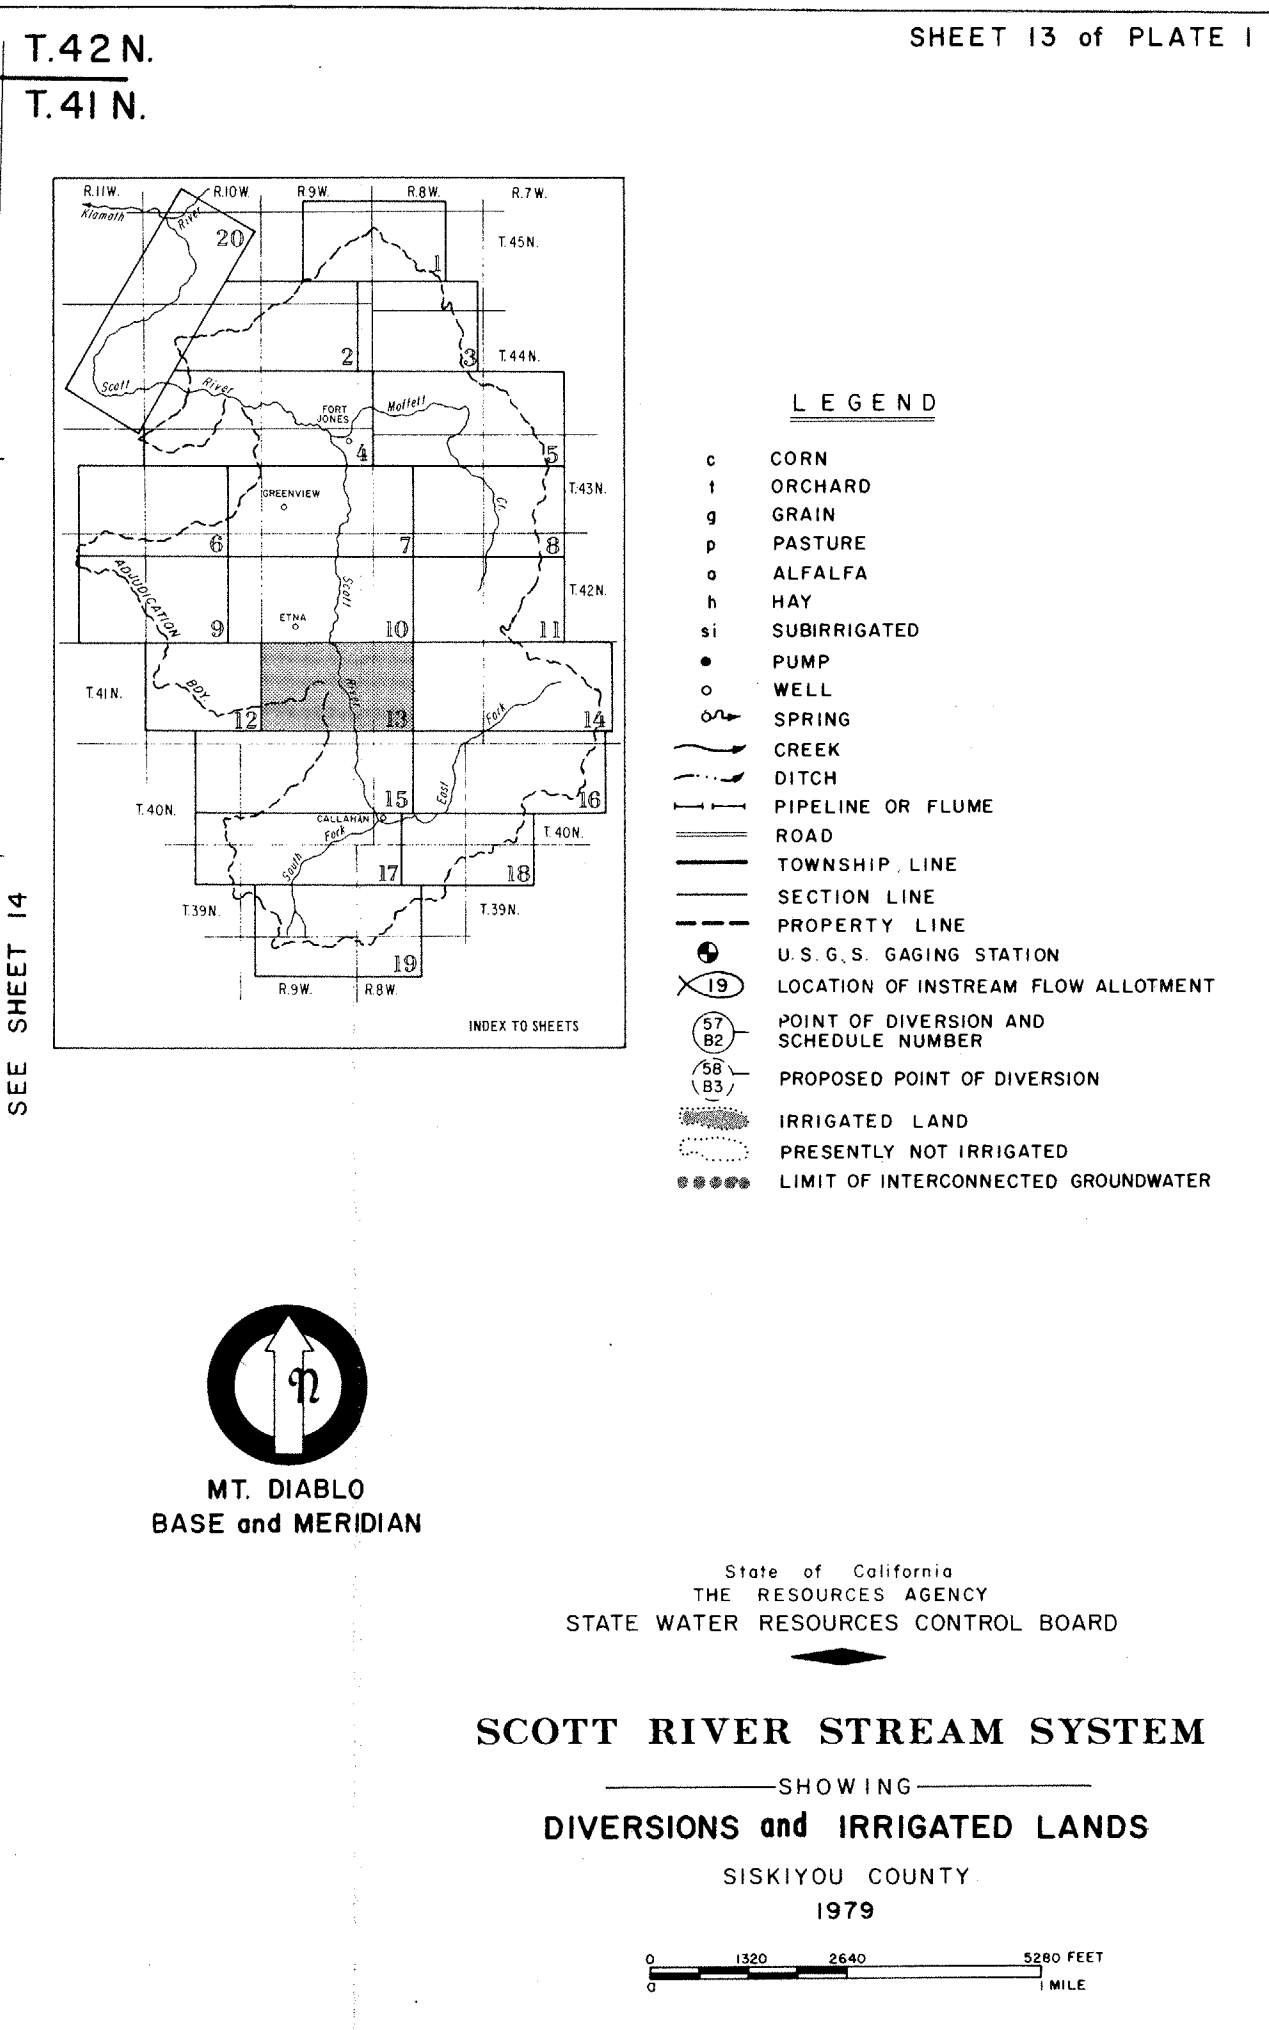 SHEET 13 of PLATE 1
T.42N.
T.41N.
R.11W. R.10W. R.9W. R.8W. R.7W.
Klamath River
20
T.45N.
1
2
3
T.44N.
Scott River
FORT JONES
Moffett
4
5
Cr.
T.43N.
GREENVIEW
6
7
8
ADJUDICATION
Scott
T.42N.
ETNA
9
10
11
T.41N.
BDY.
River
12
13
Fork
14
East
T.40N.
15
16
CALLAHAN
Fork
T.40N.
South
17
18
T.39N.
T.39N.
19
R.9W. R.8W.
INDEX TO SHEETS
SEE SHEET 14
LEGEND
c CORN
t ORCHARD
g GRAIN
p PASTURE
a ALFALFA
h HAY
si SUBIRRIGATED
PUMP
WELL
SPRING
CREEK
DITCH
PIPELINE OR FLUME
ROAD
TOWNSHIP LINE
SECTION LINE
PROPERTY LINE
U.S.G.S. GAGING STATION
19 LOCATION OF INSTREAM FLOW ALLOTMENT
57 POINT OF DIVERSION AND
B2 SCHEDULE NUMBER
58
B3 PROPOSED POINT OF DIVERSION
IRRIGATED LAND
PRESENTLY NOT IRRIGATED
LIMIT OF INTERCONNECTED GROUNDWATER
n
MT. DIABLO
BASE and MERIDIAN
State of California
THE RESOURCES AGENCY
STATE WATER RESOURCES CONTROL BOARD
SCOTT RIVER STREAM SYSTEM
SHOWING
DIVERSIONS and IRRIGATED LANDS
SISKIYOU COUNTY
1979
0 1320 2640 5280 FEET
0 1 MILE